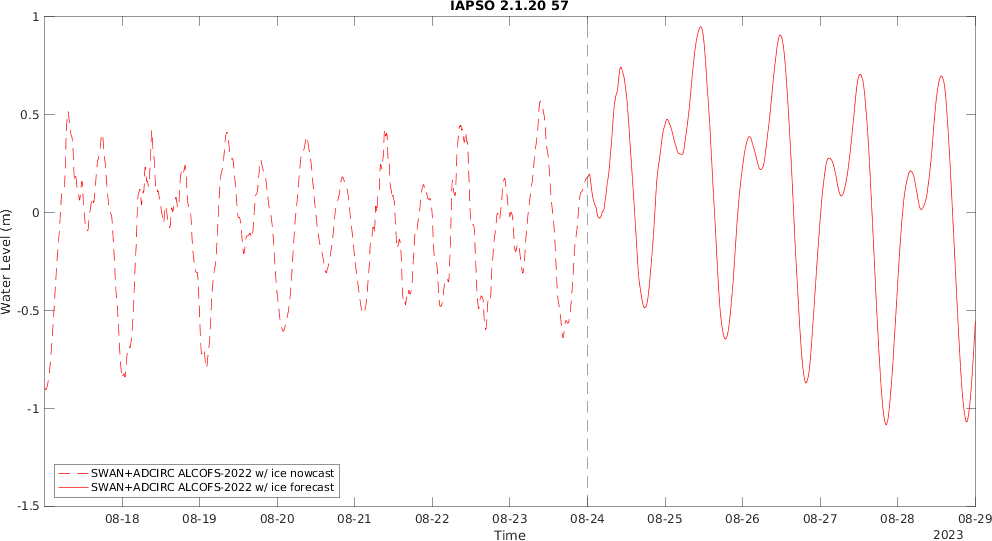 IAPSO 2.1.20 57
1
0.5
0
-0.5
-1
-1.5
Water Level (m)
SWAN+ADCIRC ALCOFS-2022 w/ ice nowcast
SWAN+ADCIRC ALCOFS-2022 w/ ice forecast
08-18 08-19 08-20 08-21 08-22 08-23 08-24 08-25 08-26 08-27 08-28 08-29
Time
2023